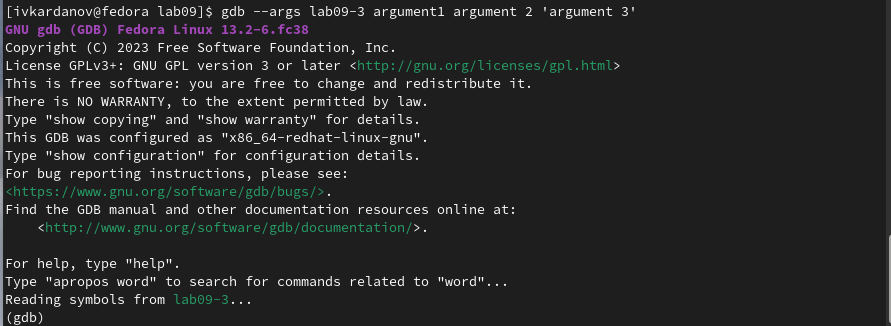 [ivkardanov@fedora lab09]$ gdb --args lab09-3 argument1 argument 2 'argument 3'
GNU gdb (GDB) Fedora Linux 13.2-6.fc38
Copyright (C) 2023 Free Software Foundation, Inc.
License GPLv3+: GNU GPL version 3 or later <http://gnu.org/licenses/gpl.html>
This is free software: you are free to change and redistribute it.
There is NO WARRANTY, to the extent permitted by law.
Type "show copying" and "show warranty" for details.
This GDB was configured as "x86_64-redhat-linux-gnu".
Type "show configuration" for configuration details.
For bug reporting instructions, please see:
<https://www.gnu.org/software/gdb/bugs/>.
Find the GDB manual and other documentation resources online at:
    <http://www.gnu.org/software/gdb/documentation/>.

For help, type "help".
Type "apropos word" to search for commands related to "word"...
Reading symbols from lab09-3...
(gdb)